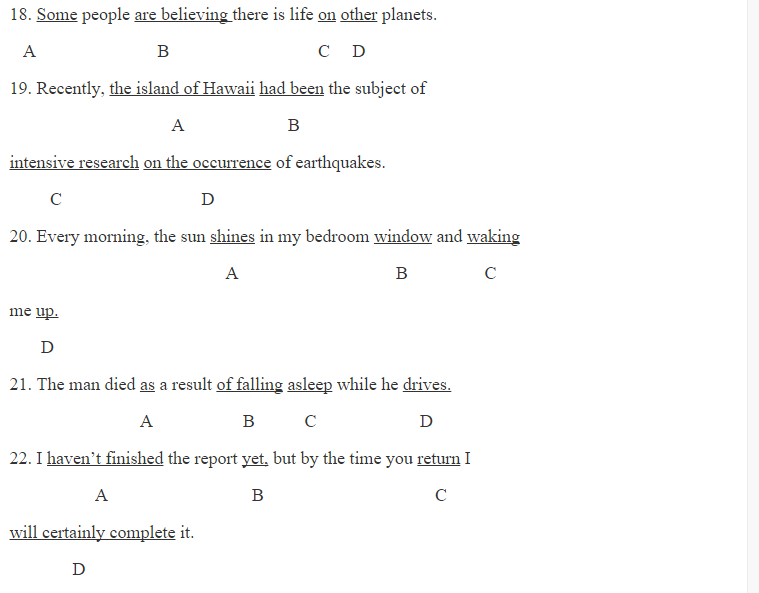 18. Some people are believing there is life on other planets.
A B C D
19. Recently, the island of Hawaii had been the subject of
A B
intensive research on the occurrence of earthquakes.
C D
20. Every morning, the sun shines in my bedroom window and waking
A B C
me up.
D
21. The man died as a result of falling asleep while he drives.
A B C D
22. I haven’t finished the report yet, but by the time you return I
A B C
will certainly complete it.
D